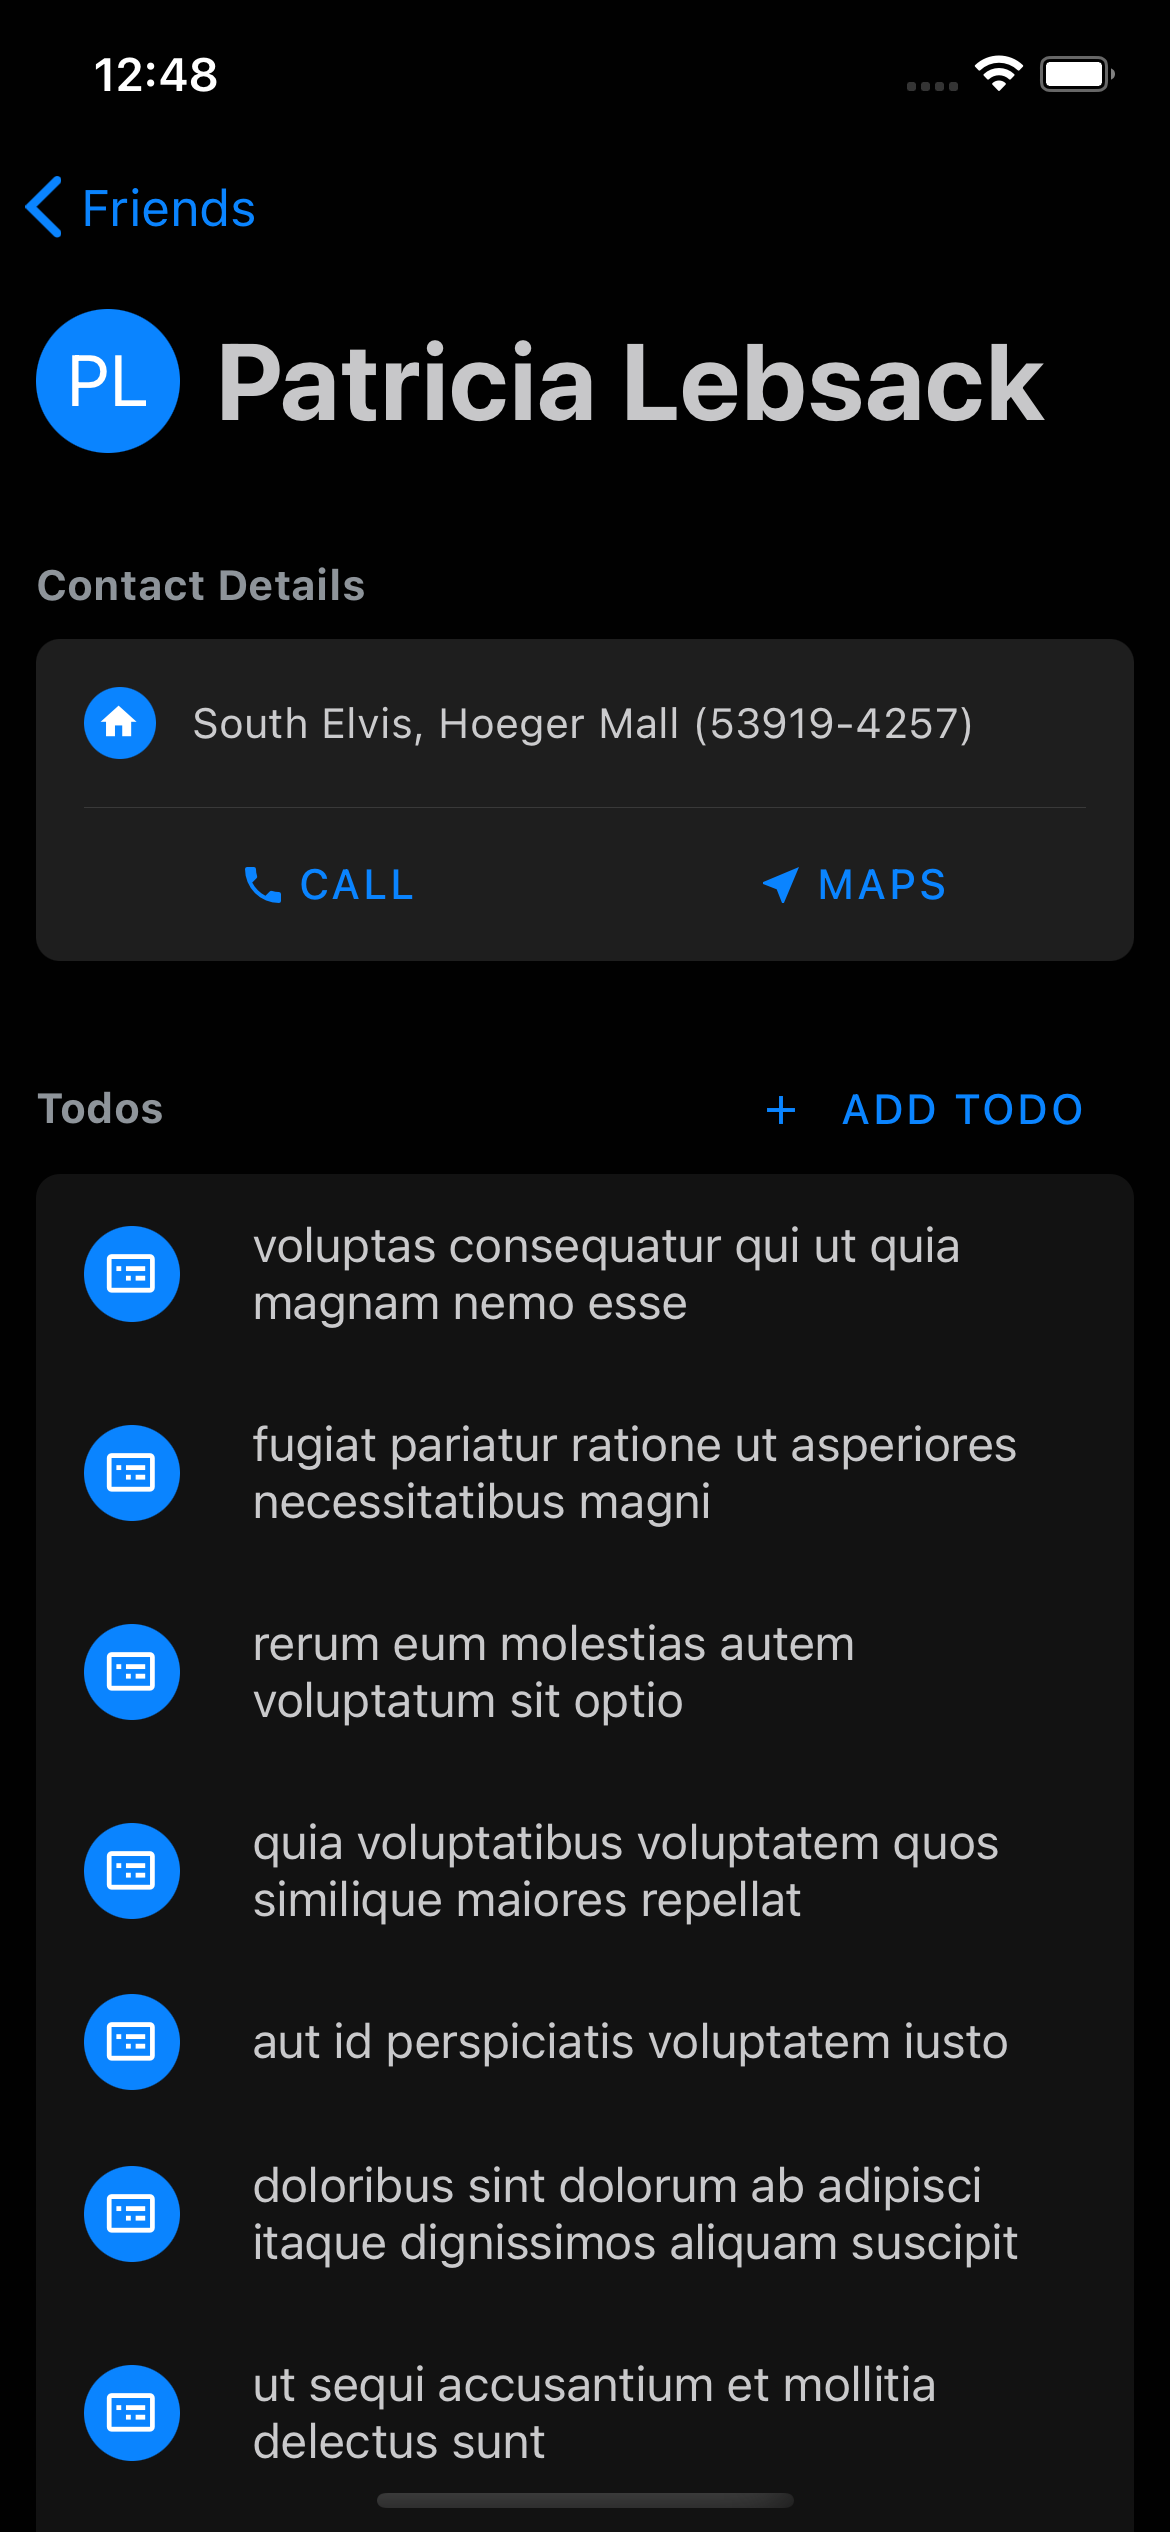 12:48
Friends
PL
Patricia Lebsack
Contact Details
South Elvis, Hoeger Mall (53919-4257)
CALL
MAPS
Todos
+ ADD TODO
voluptas consequatur qui ut quia
magnam nemo esse
fugiat pariatur ratione ut asperiores
necessitatibus magni
rerum eum molestias autem
voluptatum sit optio
quia voluptatibus voluptatem quos
similique maiores repellat
aut id perspiciatis voluptatem iusto
doloribus sint dolorum ab adipisci
itaque dignissimos aliquam suscipit
ut sequi accusantium et mollitia
delectus sunt